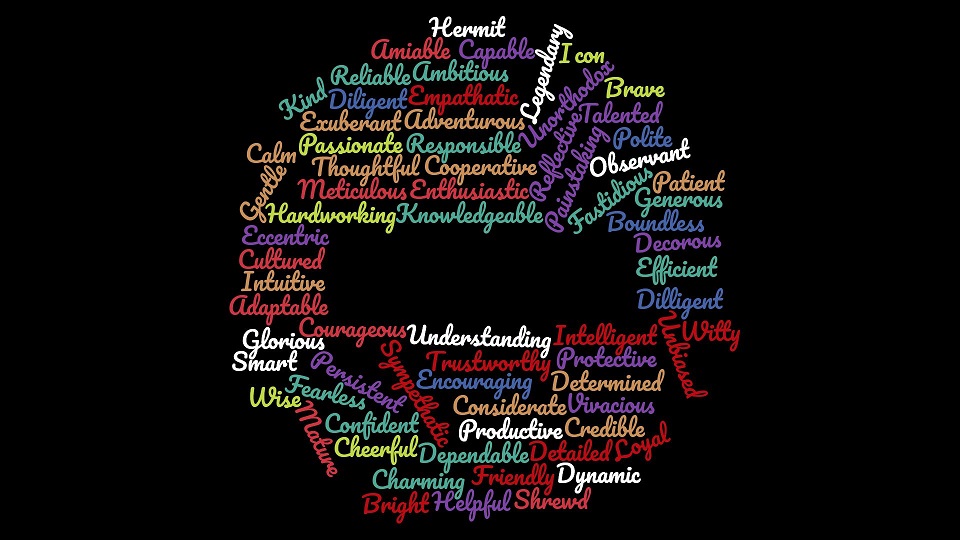 Hermit
Amiable Capable
Legendary
I con
Reliable Ambitious
Unorthodox
Kind
Diligent Empathatic
Brave
Exuberant Adventurous
Talented
Passionate Responsible
Reflective
Polite
Calm
Thoughtful Cooperative
Painstaking
Observant
Gentle
Meticulous Enthusiastic
Fastidious
Patient
Generous
Hardworking Knowledgeable
Boundless
Eccentric
Decorous
Cultured
Efficient
Intuitive
Adaptable
Dilligent
Courageous Understanding Intelligent
Unbiased
Witty
Glorious
Smart
Persistent
Sympethatic
Trustworthy Protective
Encouraging Determined
Wise
Fearless
Considerate Vivacious
Mature
Confident
Productive Credible
Cheerful
Dependable Detailed Loyal
Charming Friendly Dynamic
Bright Helpful Shrewd